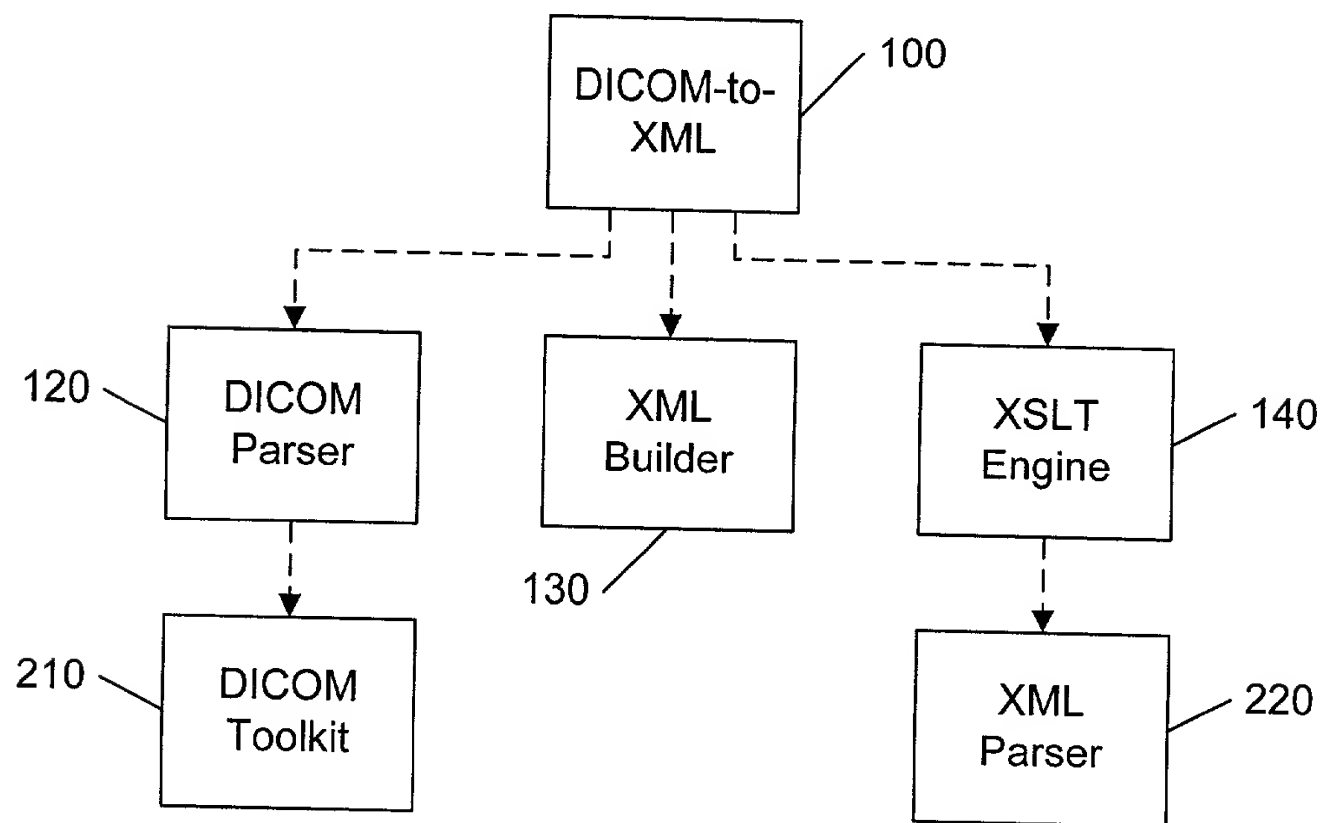 100
DICOM-to-
XML
120
DICOM
Parser
XML
Builder
130
XSLT
Engine
140
210
DICOM
Toolkit
XML
Parser
220